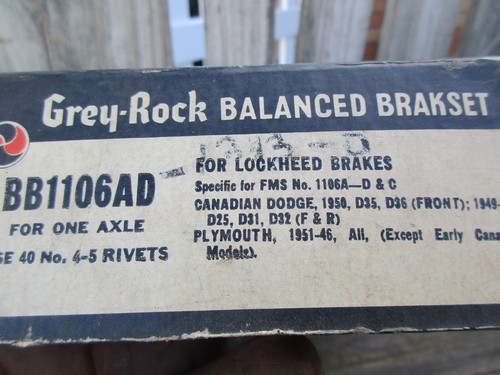 Grey-Rock BALANCED BRAKSET
BB1106AD
FOR ONE AXLE
SE 40 No. 4-5 RIVETS
FOR LOCKHEED BRAKES
Specific for FMS No. 1106A—D & C
CANADIAN DODGE, 1950, D35, D36 (FRONT); 1949-
D25, D31, D32 (F & R)
PLYMOUTH, 1951-46, All, (Except Early Cana
Models).